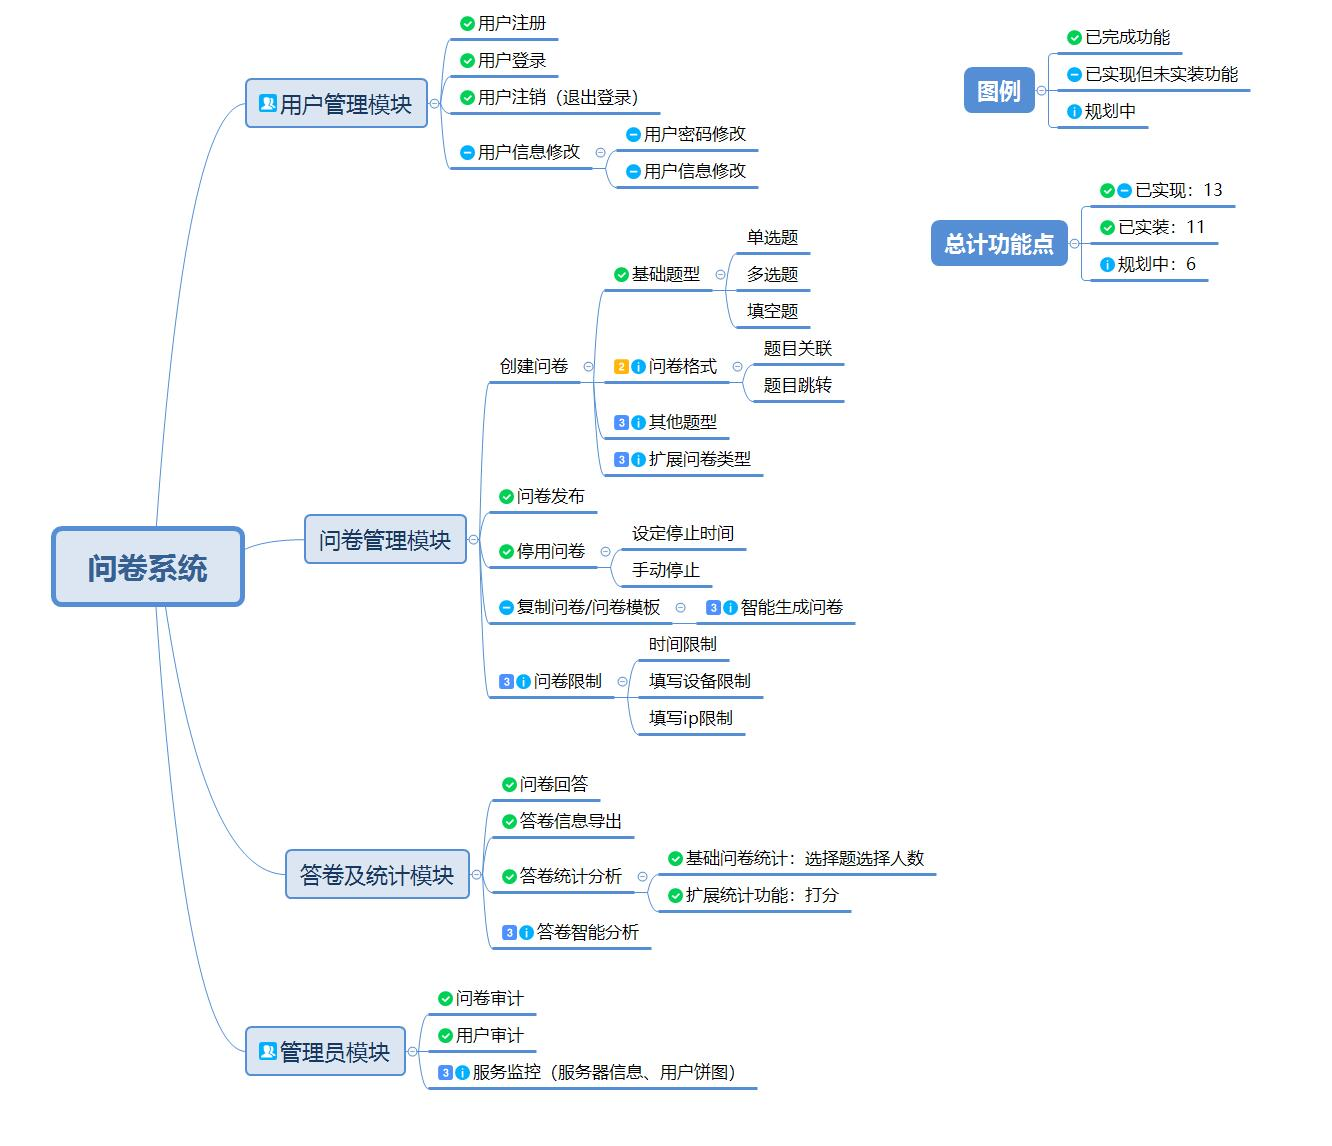 用户注册
用户登录
用户注销（退出登录）
用户管理模块
用户信息修改
用户密码修改
用户信息修改
图例
已完成功能
已实现但未实装功能
规划中
总计功能点
已实现：13
已实装：11
规划中：6
问卷系统
问卷管理模块
创建问卷
基础题型
单选题
多选题
填空题
2 问卷格式
题目关联
题目跳转
3 其他题型
3 扩展问卷类型
问卷发布
停用问卷
设定停止时间
手动停止
复制问卷/问卷模板
3 智能生成问卷
3 问卷限制
时间限制
填写设备限制
填写ip限制
答卷及统计模块
问卷回答
答卷信息导出
答卷统计分析
基础问卷统计：选择题选择人数
扩展统计功能：打分
3 答卷智能分析
管理员模块
问卷审计
用户审计
3 服务监控（服务器信息、用户饼图）